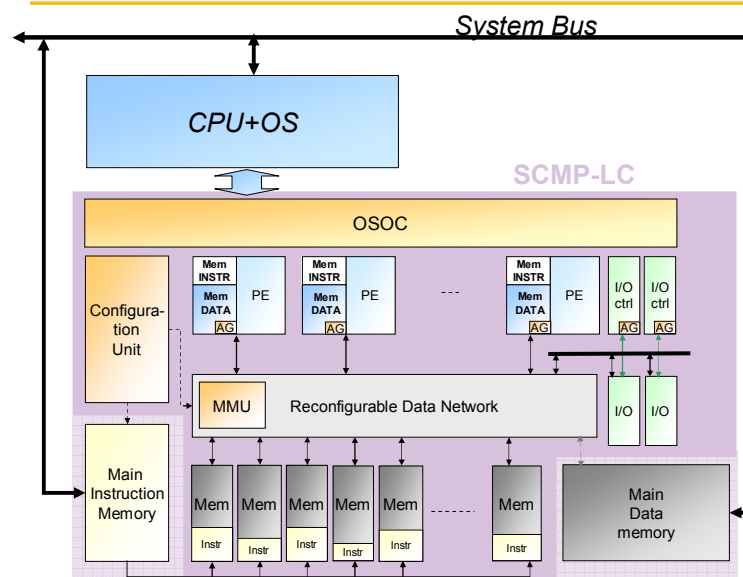 System Bus
CPU+OS
SCMP-LC
OSOC
Mem
INSTR
Mem
DATA
AG
PE
Mem
INSTR
Mem
DATA
AG
PE
Mem
INSTR
Mem
DATA
AG
PE
I/O
ctrl
AG
I/O
ctrl
AG
Configura-
tion
Unit
MMU
Reconfigurable Data Network
I/O
I/O
Main
Instruction
Memory
Mem
Instr
Mem
Instr
Mem
Instr
Mem
Instr
Mem
Instr
Mem
Instr
Main
Data
memory